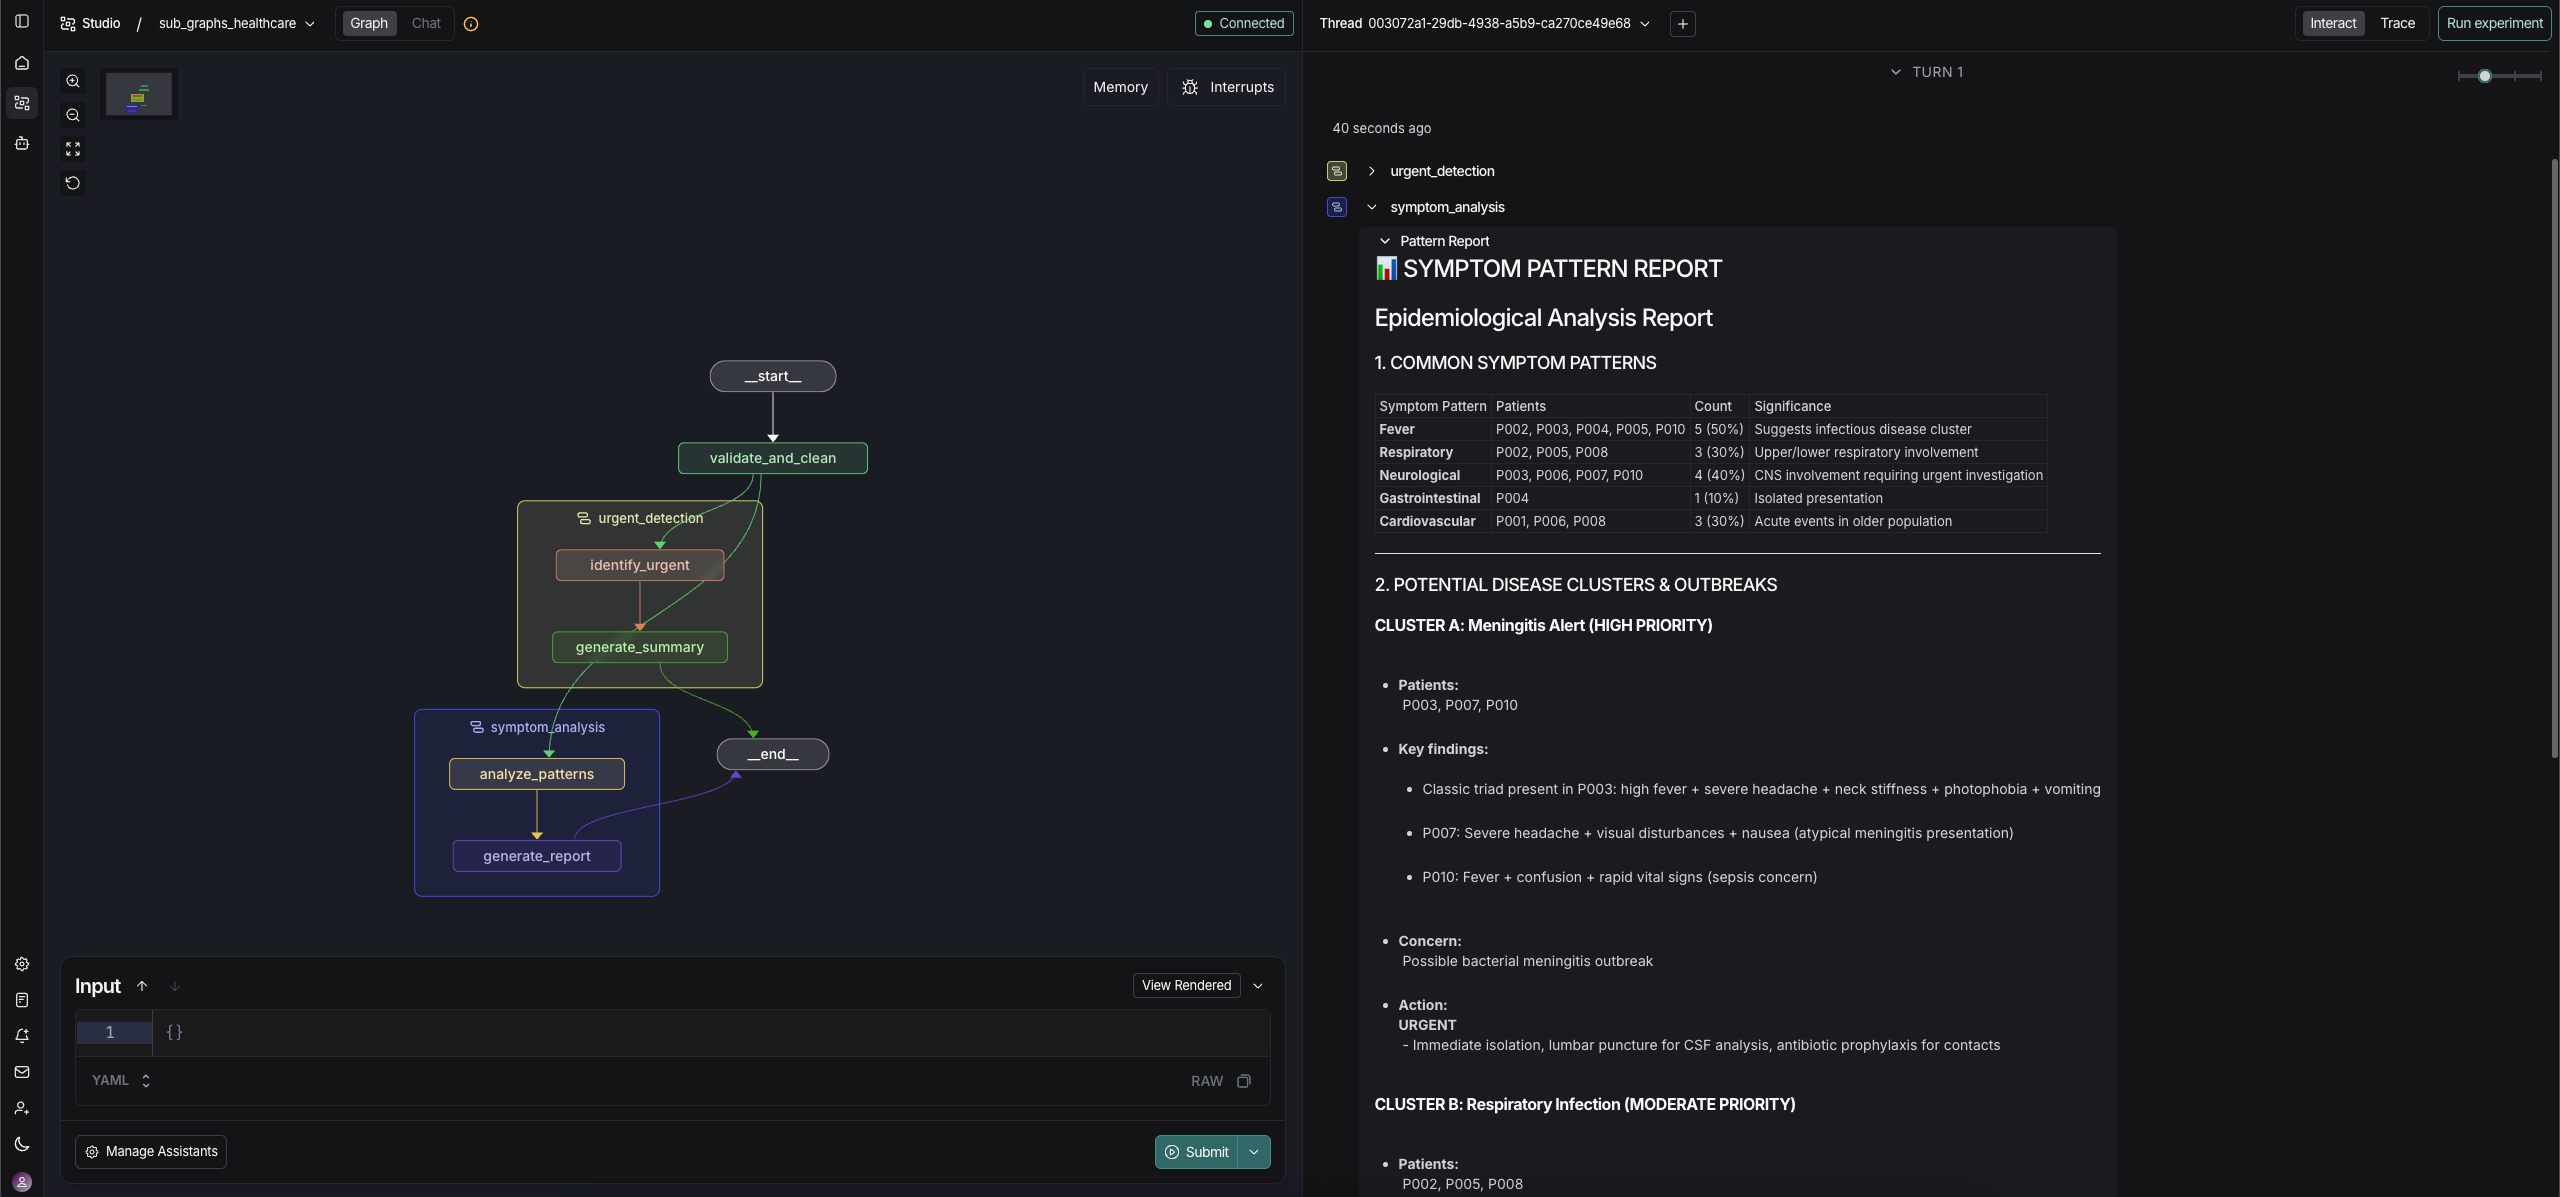 Studio / sub_graphs_healthcare Graph Chat Connected
Memory Interrupts
__start__
validate_and_clean
urgent_detection
identify_urgent
generate_summary
symptom_analysis
analyze_patterns
__end__
generate_report
Input View Rendered
1 {}
YAML RAW
Manage Assistants Submit
Thread 003072a1-29db-4938-a5b9-ca270ce49e68 Interact Trace Run experiment
TURN 1
40 seconds ago
urgent_detection
symptom_analysis
Pattern Report
📊 SYMPTOM PATTERN REPORT
Epidemiological Analysis Report
1. COMMON SYMPTOM PATTERNS
Symptom Pattern Patients Count Significance
Fever P002, P003, P004, P005, P010 5 (50%) Suggests infectious disease cluster
Respiratory P002, P005, P008 3 (30%) Upper/lower respiratory involvement
Neurological P003, P006, P007, P010 4 (40%) CNS involvement requiring urgent investigation
Gastrointestinal P004 1 (10%) Isolated presentation
Cardiovascular P001, P006, P008 3 (30%) Acute events in older population
2. POTENTIAL DISEASE CLUSTERS & OUTBREAKS
CLUSTER A: Meningitis Alert (HIGH PRIORITY)
• Patients:
P003, P007, P010
• Key findings:
• Classic triad present in P003: high fever + severe headache + neck stiffness + photophobia + vomiting
• P007: Severe headache + visual disturbances + nausea (atypical meningitis presentation)
• P010: Fever + confusion + rapid vital signs (sepsis concern)
• Concern:
Possible bacterial meningitis outbreak
• Action:
URGENT
- Immediate isolation, lumbar puncture for CSF analysis, antibiotic prophylaxis for contacts
CLUSTER B: Respiratory Infection (MODERATE PRIORITY)
• Patients:
P002, P005, P008